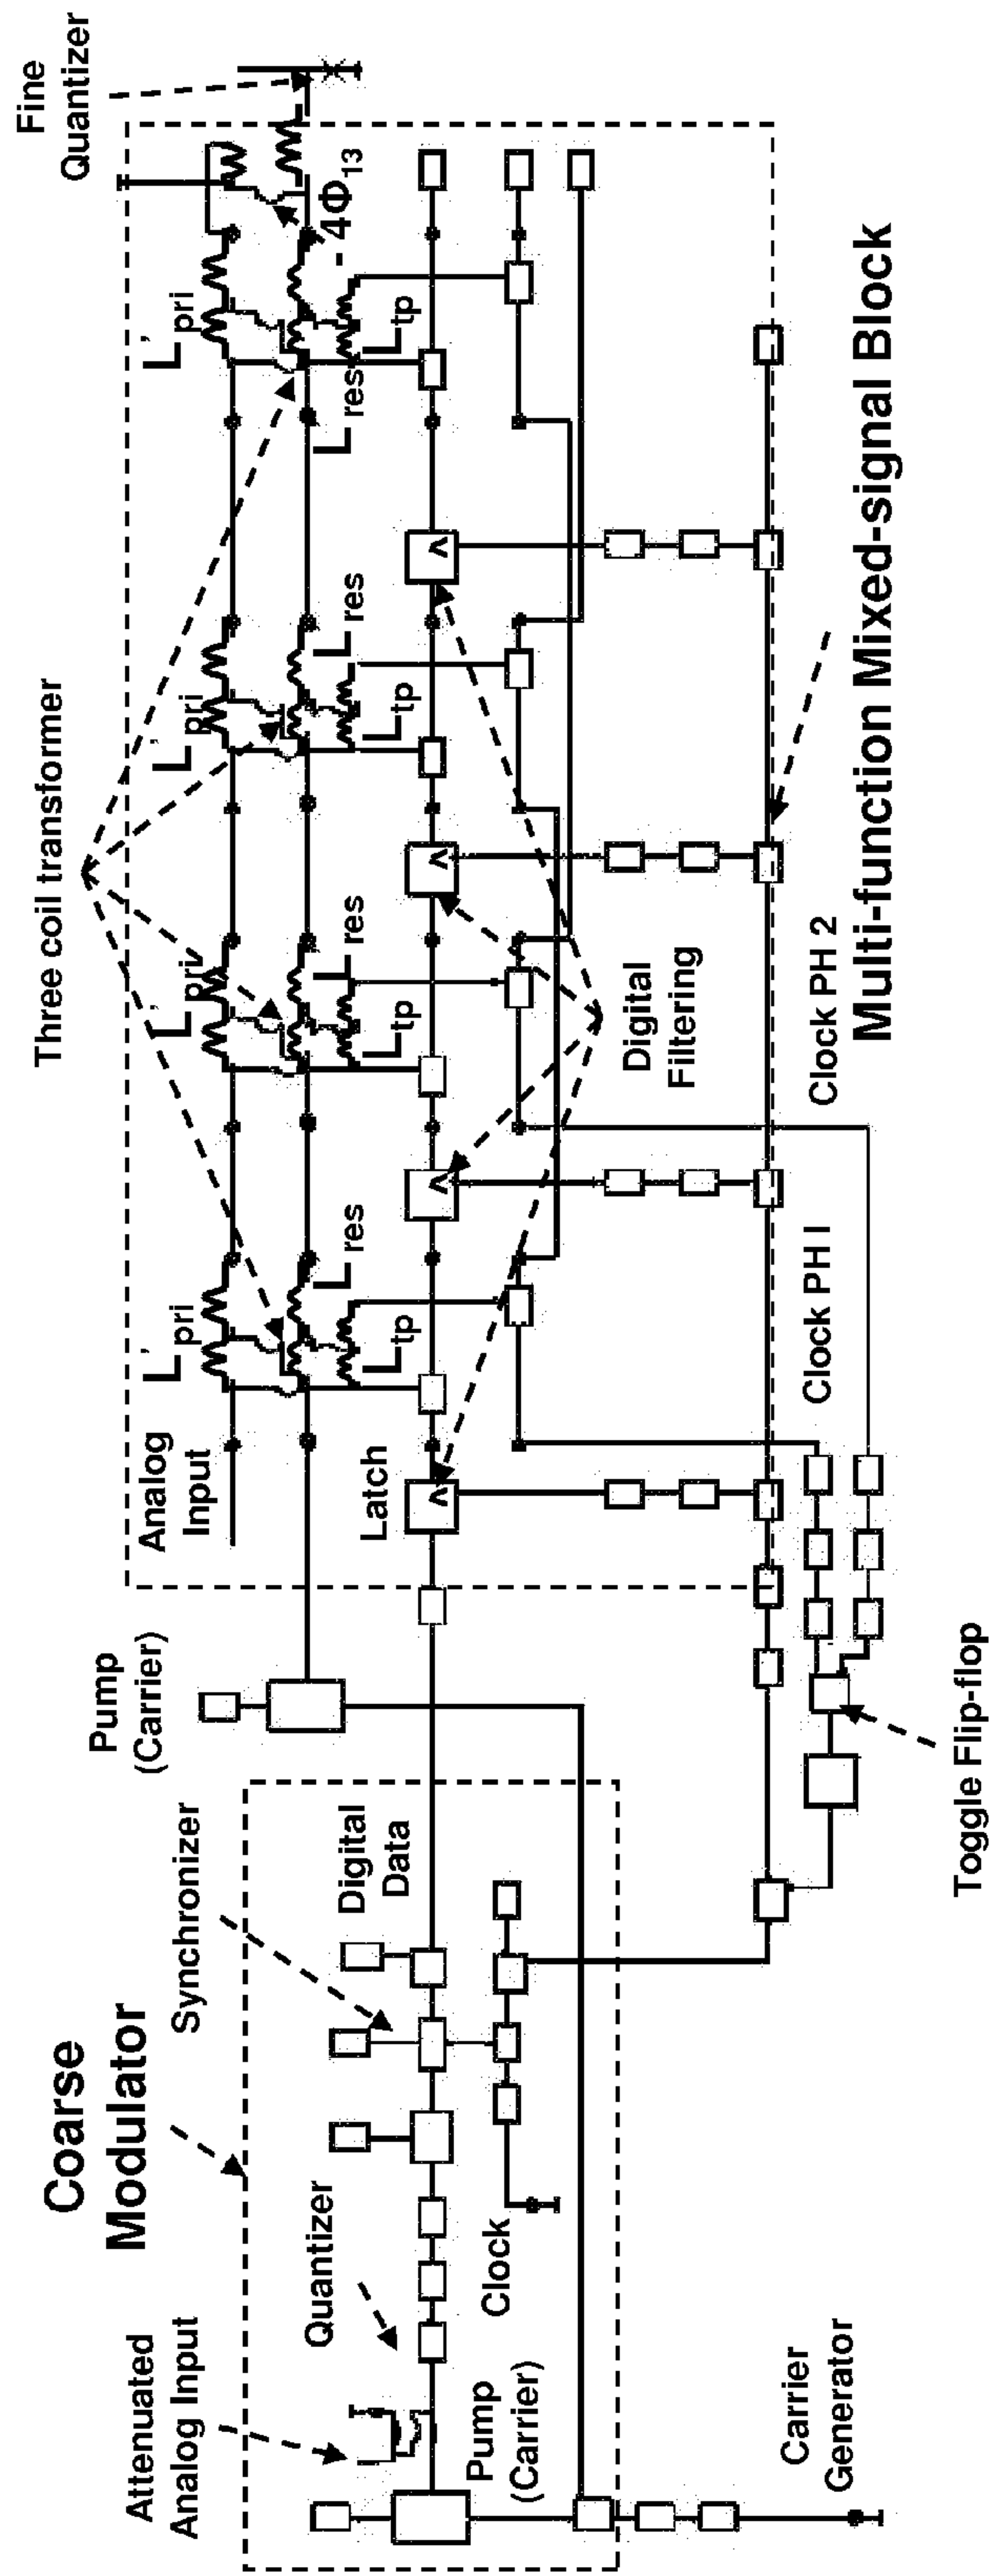 Coarse
Modulator
Attenuated
Analog Input
Quantizer
Synchronizer
Digital
Data
Clock
Pump
(Carrier)
Carrier
Generator
Pump
(Carrier)
Toggle Flip-flop
Analog
Input
Latch
Clock PH I
Clock PH 2
Three coil transformer
L'pri
Lres
Ltp
L'pri
Lres
Ltp
L'pri
Lres
Ltp
L'pri
Lres
Ltp
- 4Φ13
Fine
Quantizer
Digital
Filtering
Multi-function Mixed-signal Block